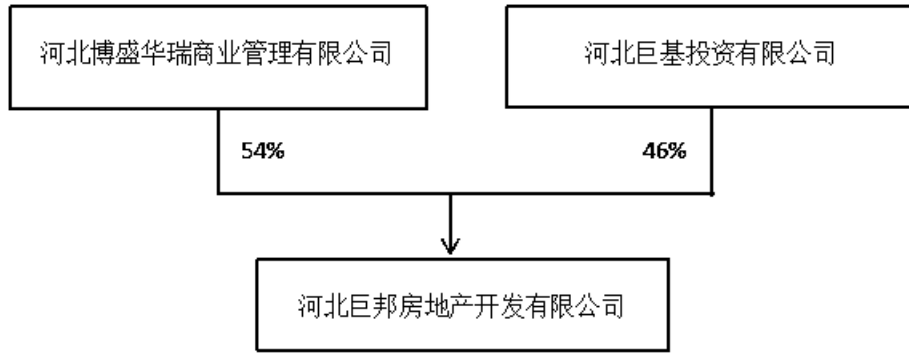 河北博盛华瑞商业管理有限公司
河北巨基投资有限公司
54%
46%
河北巨邦房地产开发有限公司